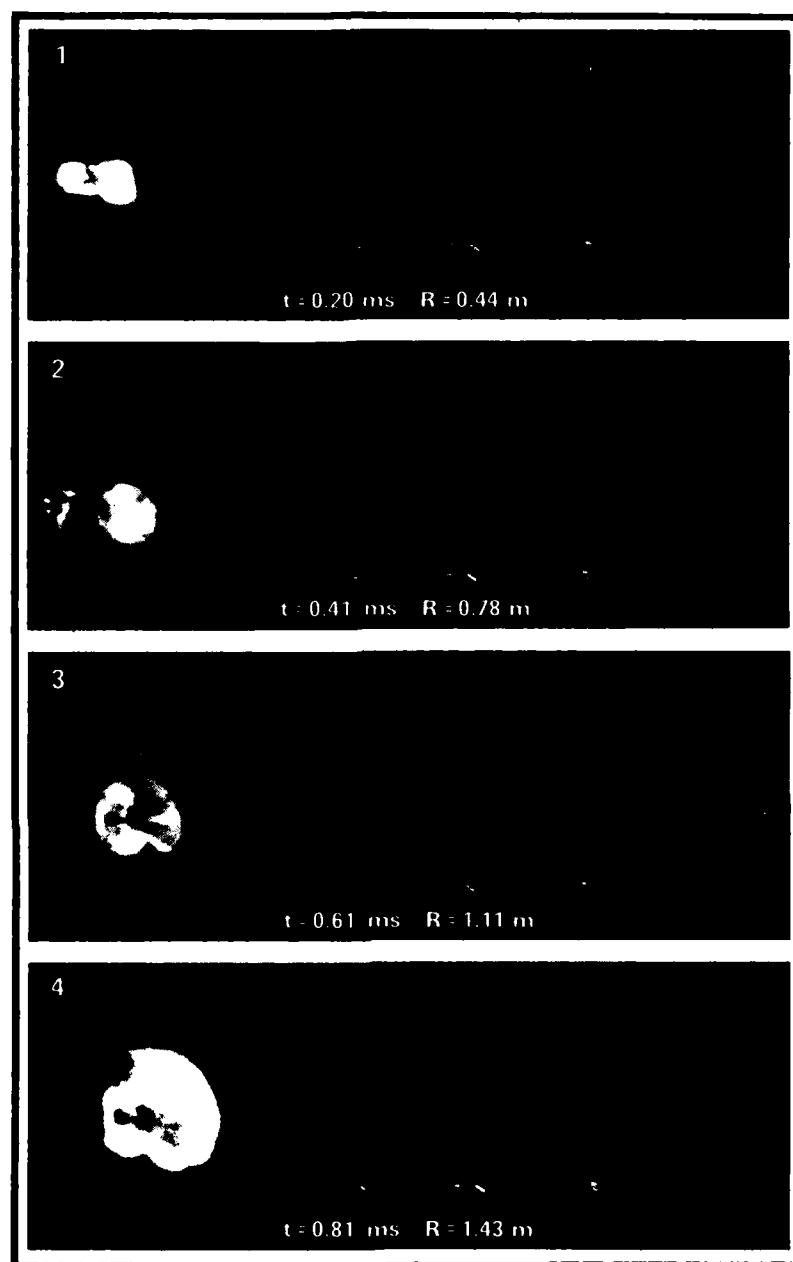 1
t = 0.20 ms R = 0.44 m
2
t = 0.41 ms R = 0.78 m
3
t = 0.61 ms R = 1.11 m
4
t = 0.81 ms R = 1.43 m